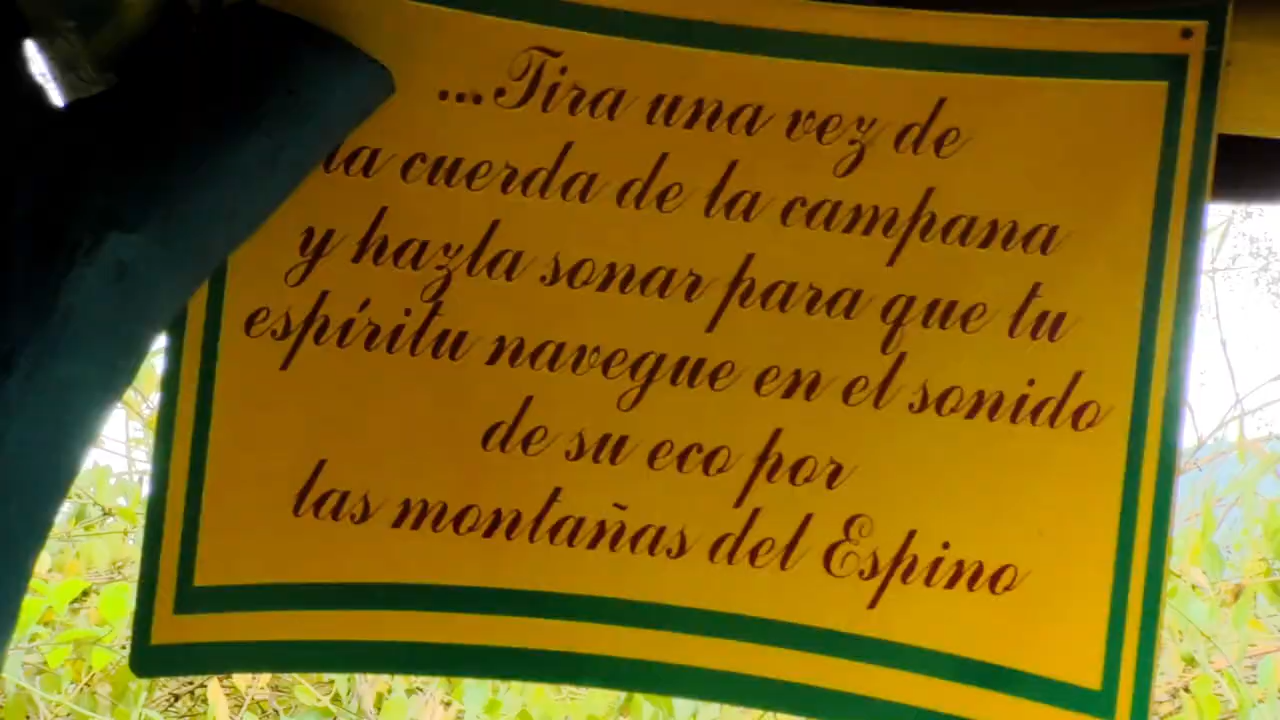 ...Tira una vez de
la cuerda de la campana
y hazla sonar para que tu
espíritu navegue en el sonido
de su eco por
las montañas del Espino